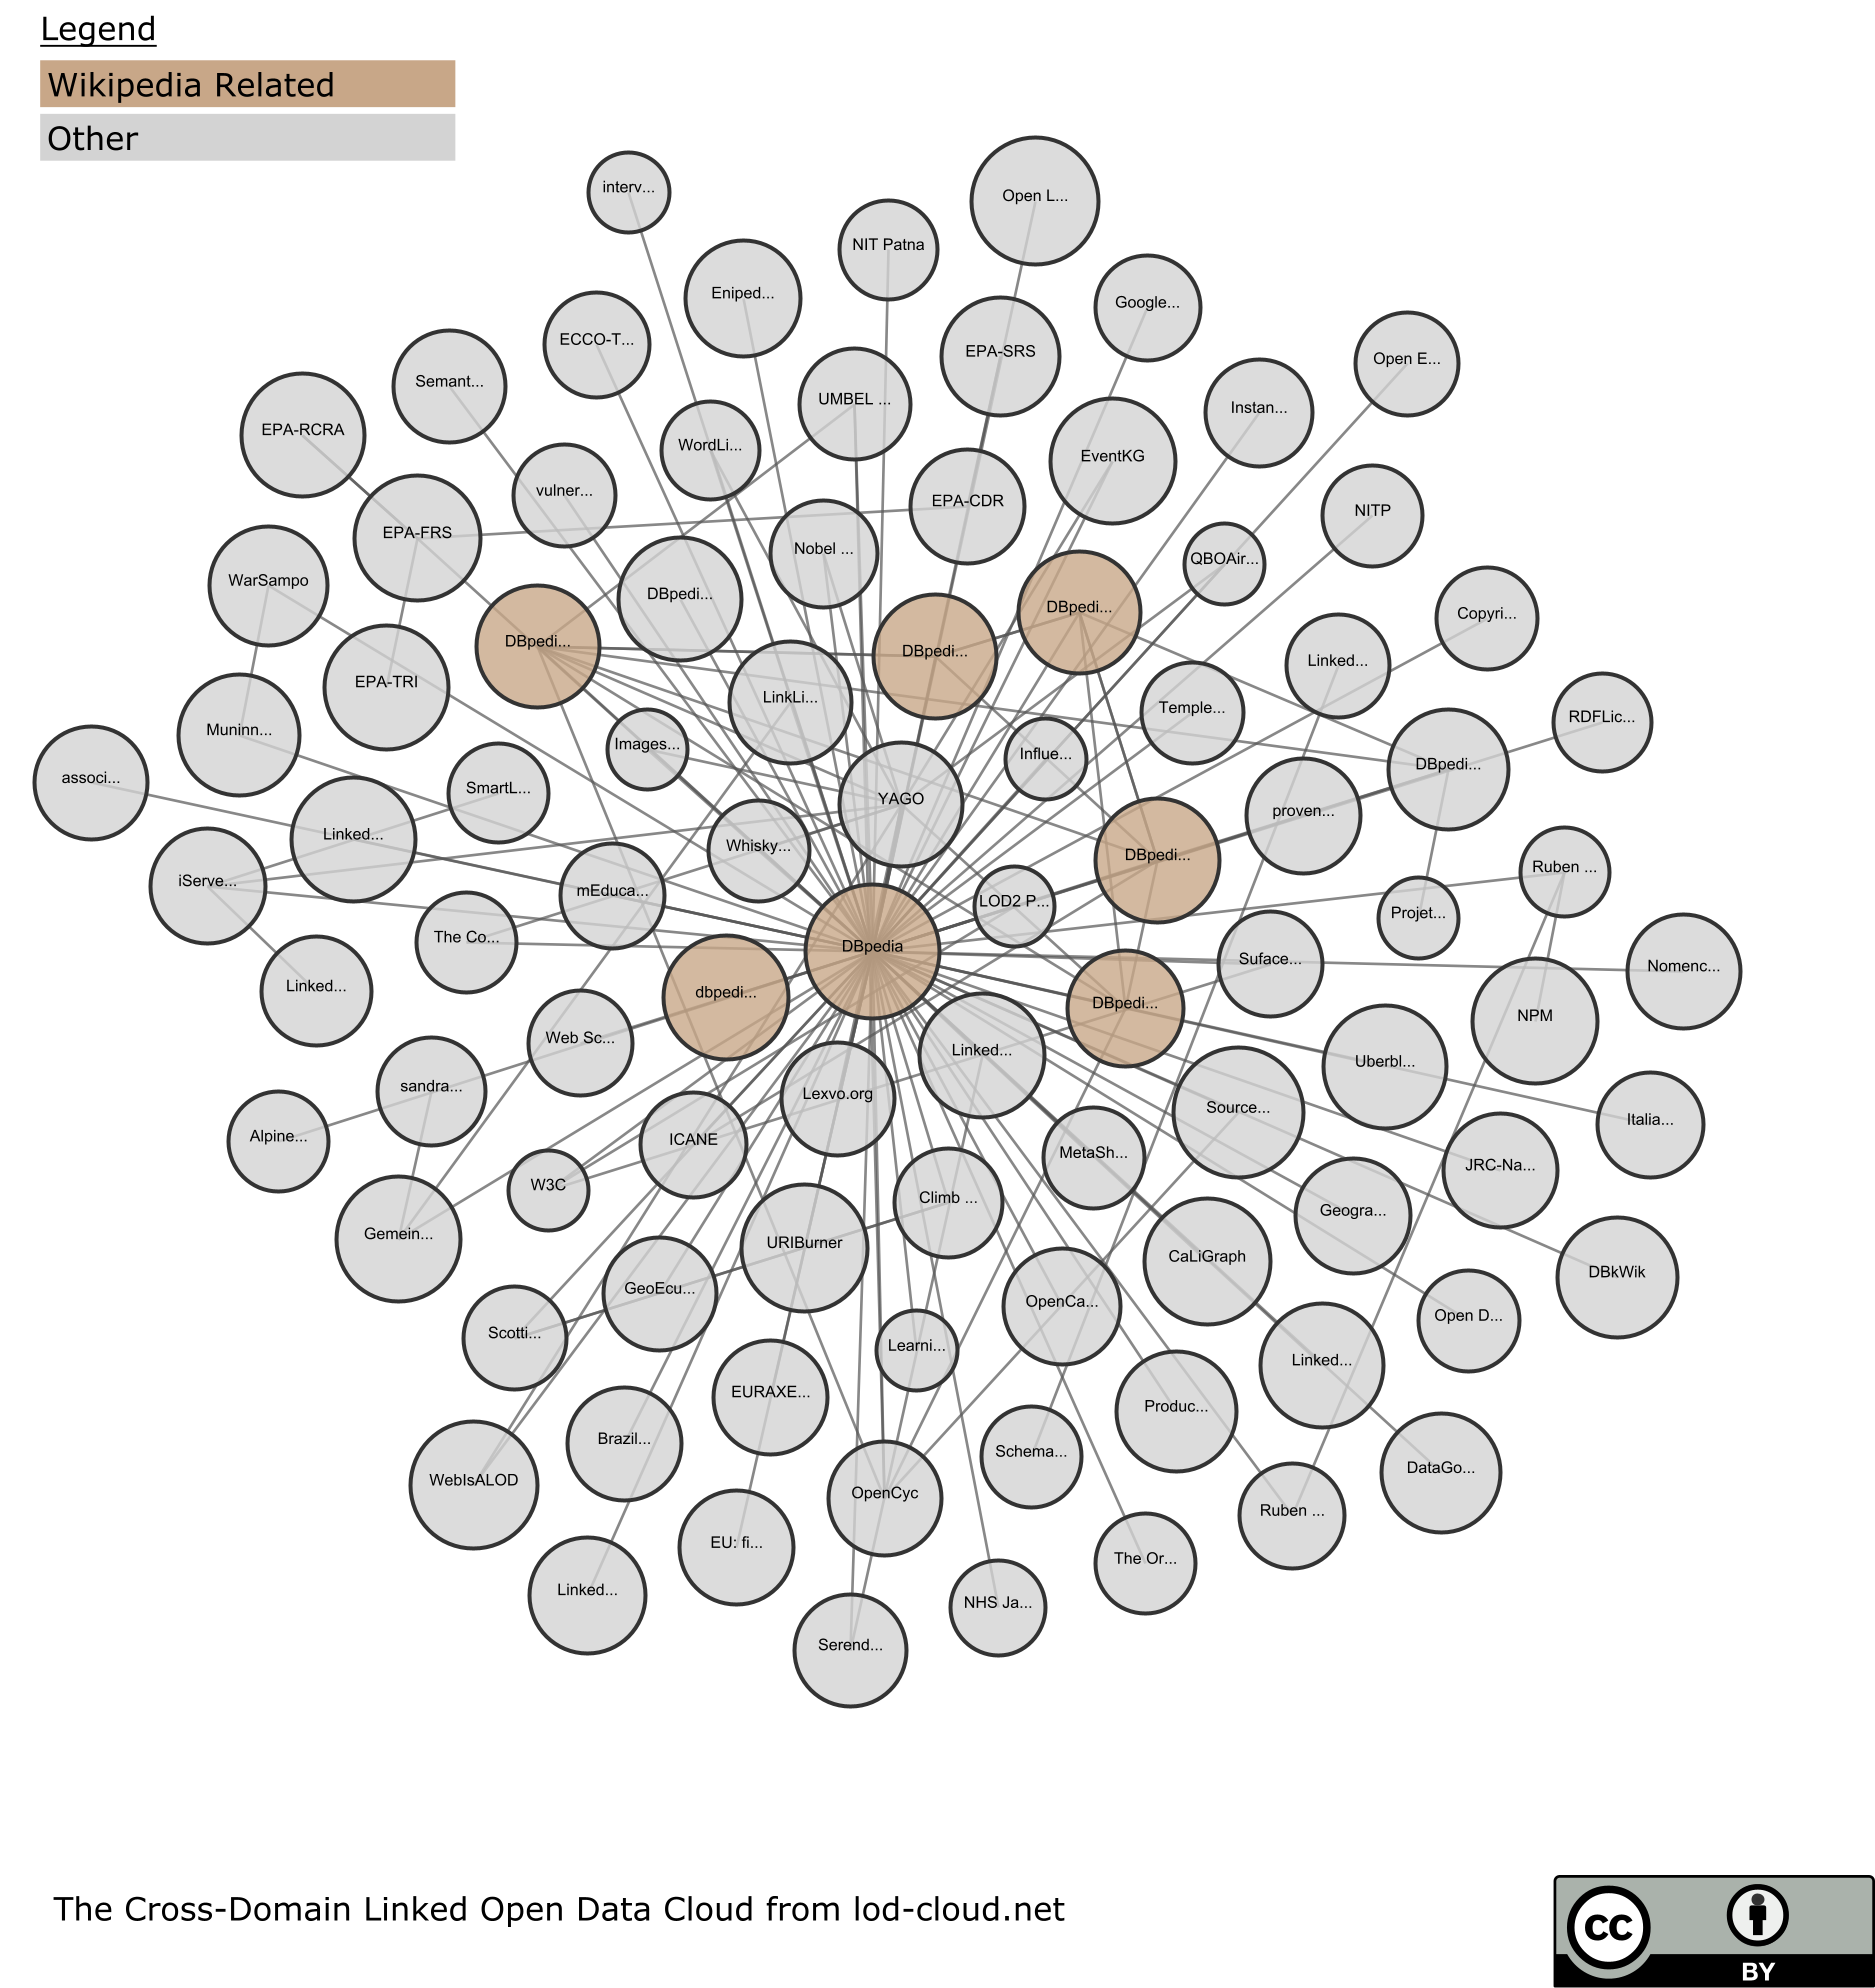 Legend
Wikipedia Related
Other
interv...
Open L...
NIT Patna
Eniped...
Google...
ECCO-T...
EPA-SRS
Open E...
Semant...
UMBEL ...
Instan...
EPA-RCRA
WordLi...
EventKG
vulner...
EPA-CDR
NITP
EPA-FRS
Nobel ...
QBOAir...
WarSampo
DBpedi...
DBpedi...
Copyri...
DBpedi...
DBpedi...
Linked...
EPA-TRI
LinkLi...
Temple...
RDFLic...
Muninn...
Images...
Influe...
DBpedi...
associ...
SmartL...
YAGO
proven...
Linked...
Whisky...
DBpedi...
Ruben ...
iServe...
mEduca...
LOD2 P...
Projet...
The Co...
DBpedia
Suface...
Nomenc...
Linked...
dbpedi...
DBpedi...
NPM
Web Sc...
Linked...
Uberbl...
sandra...
Lexvo.org
Source...
Italia...
Alpine...
ICANE
MetaSh...
JRC-Na...
W3C
Climb ...
Geogra...
Gemein...
URIBurner
CaLiGraph
DBkWik
GeoEcu...
OpenCa...
Open D...
Scotti...
Learni...
Linked...
EURAXE...
Produc...
Brazil...
Schema...
DataGo...
WebIsALOD
OpenCyc
Ruben ...
EU: fi...
The Or...
Linked...
NHS Ja...
Serend...
The Cross-Domain Linked Open Data Cloud from lod-cloud.net
cc
BY